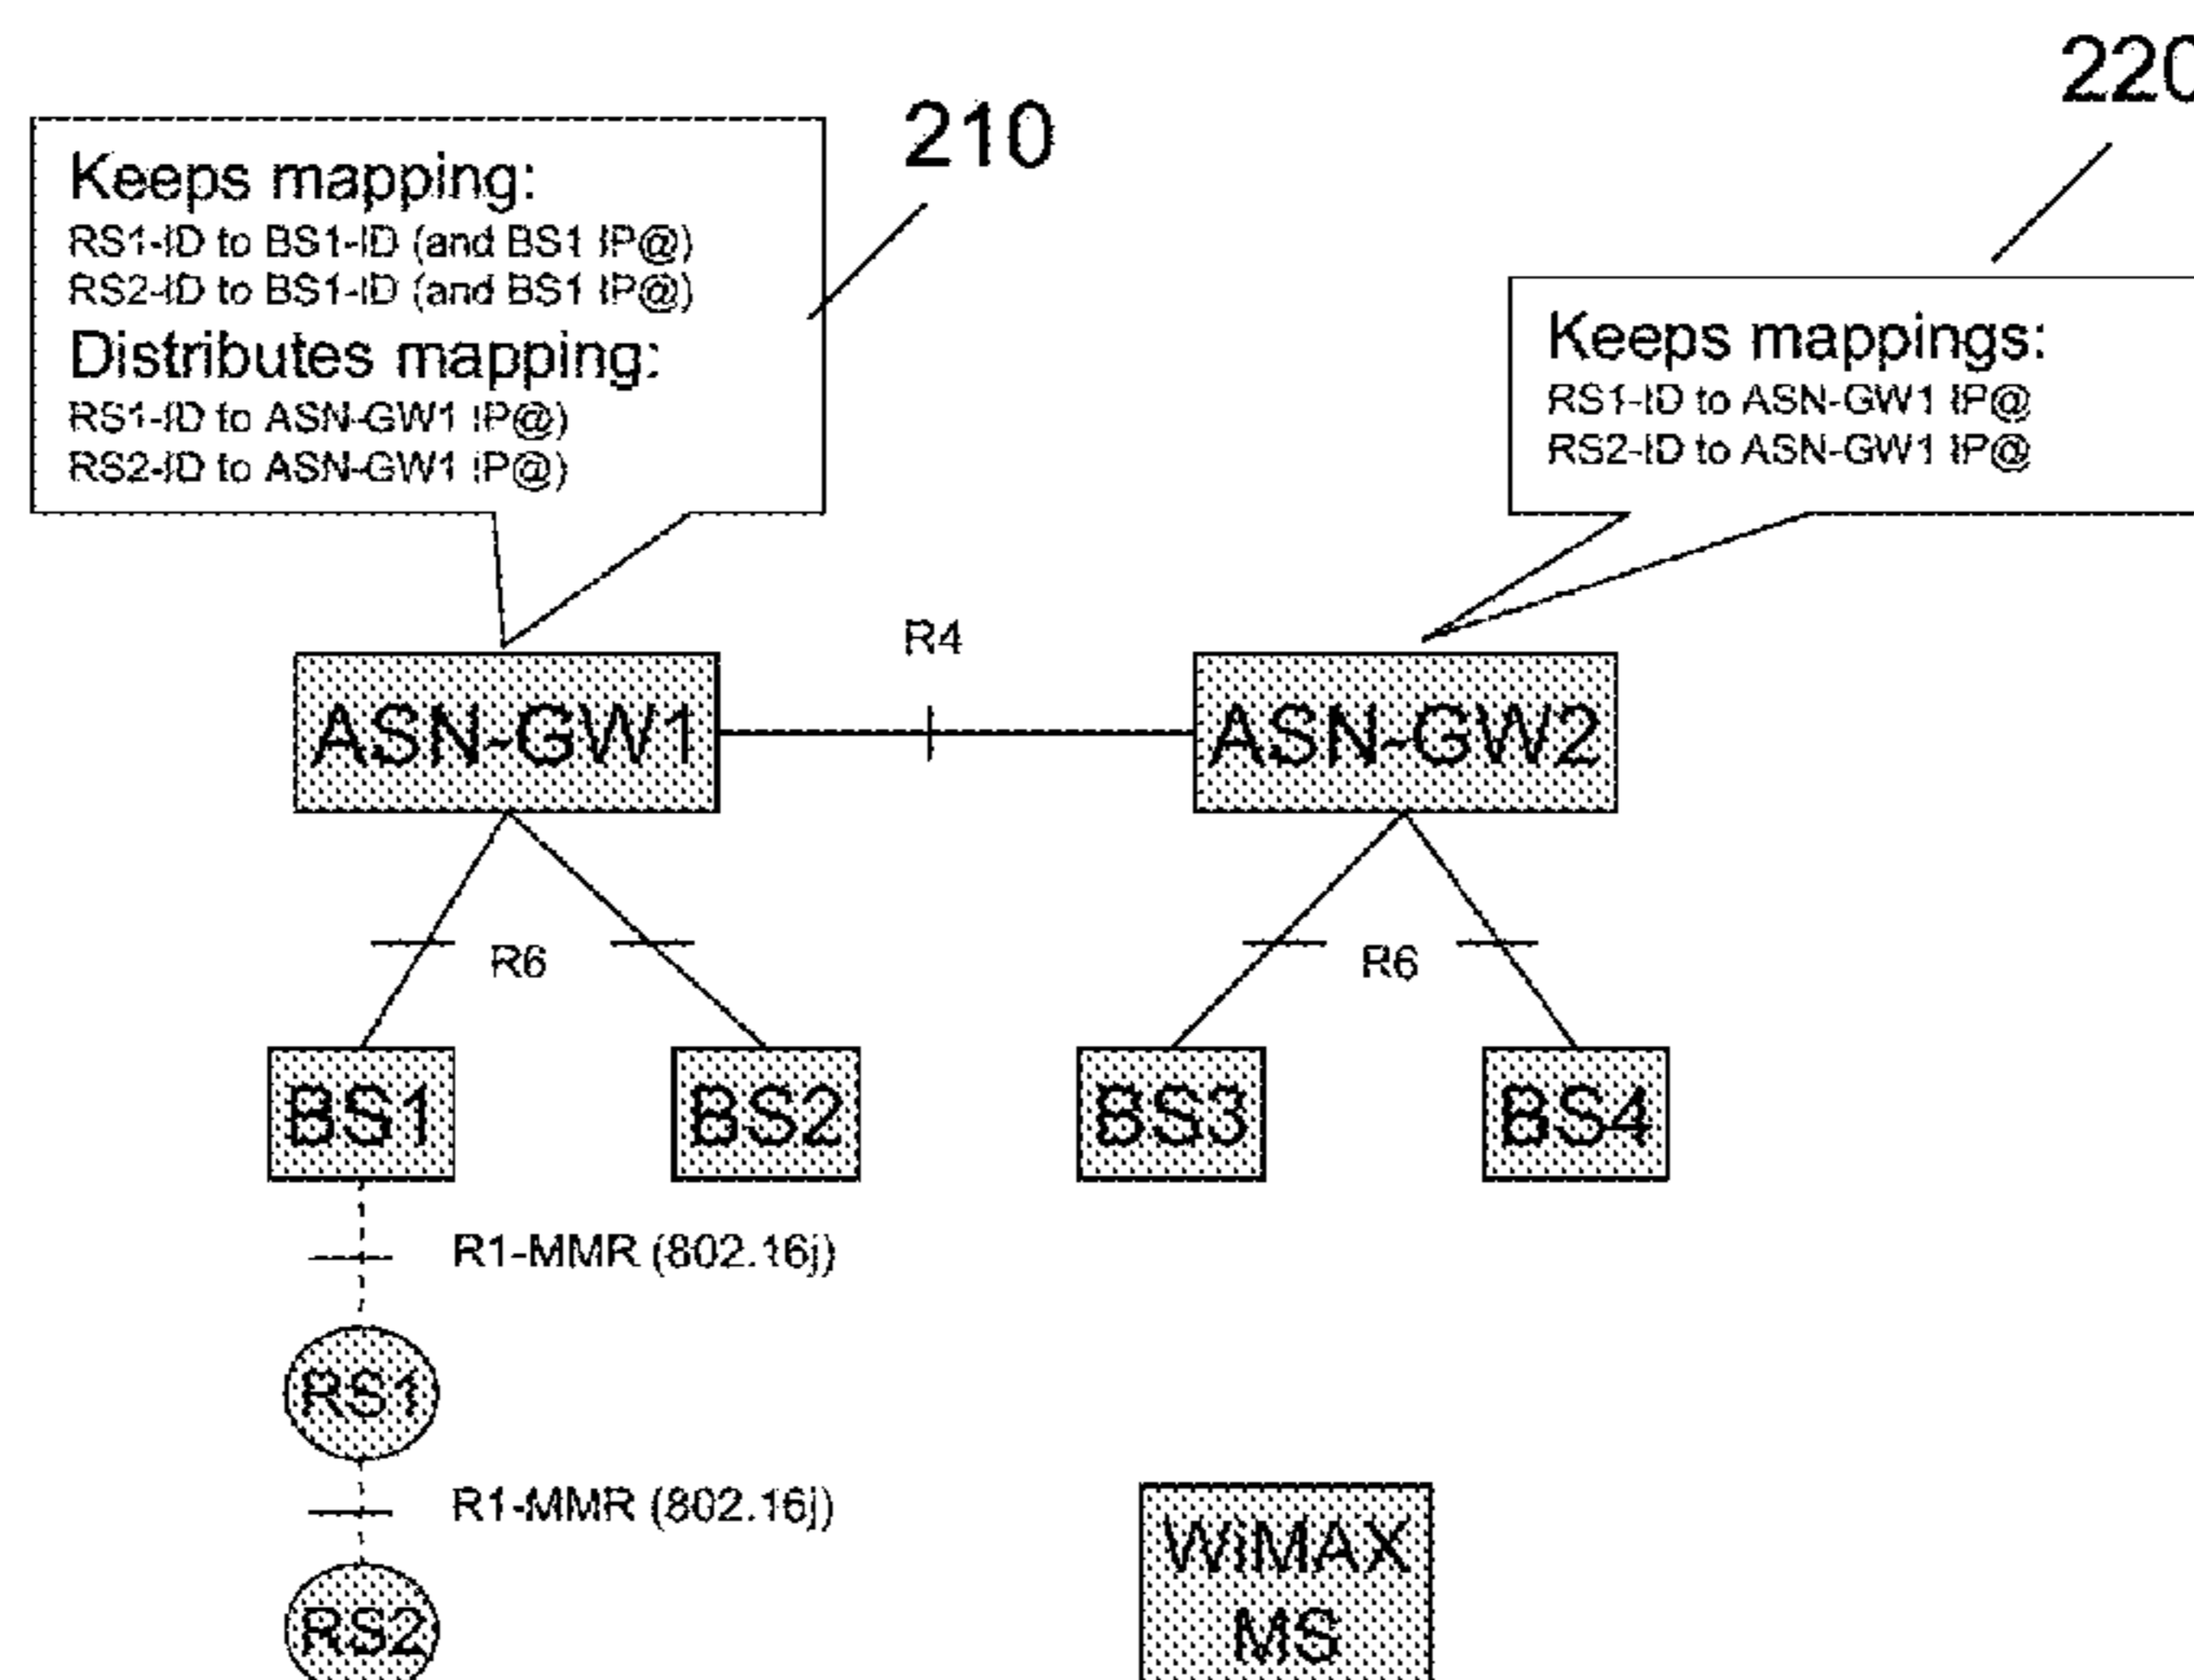 220
210
Keeps mapping:
RS1-ID to BS1-ID (and BS1 IP@)
RS2-ID to BS1-ID (and BS1 IP@)
Distributes mapping:
RS1-ID to ASN-GW1 IP@)
RS2-ID to ASN-GW1 IP@)
Keeps mappings:
RS1-ID to ASN-GW1 IP@
RS2-ID to ASN-GW1 IP@
R4
ASN-GW1
ASN-GW2
R6
R6
BS1
BS2
BS3
BS4
R1-MMR (802.16j)
RS1
R1-MMR (802.16j)
RS2
WiMAX
MS